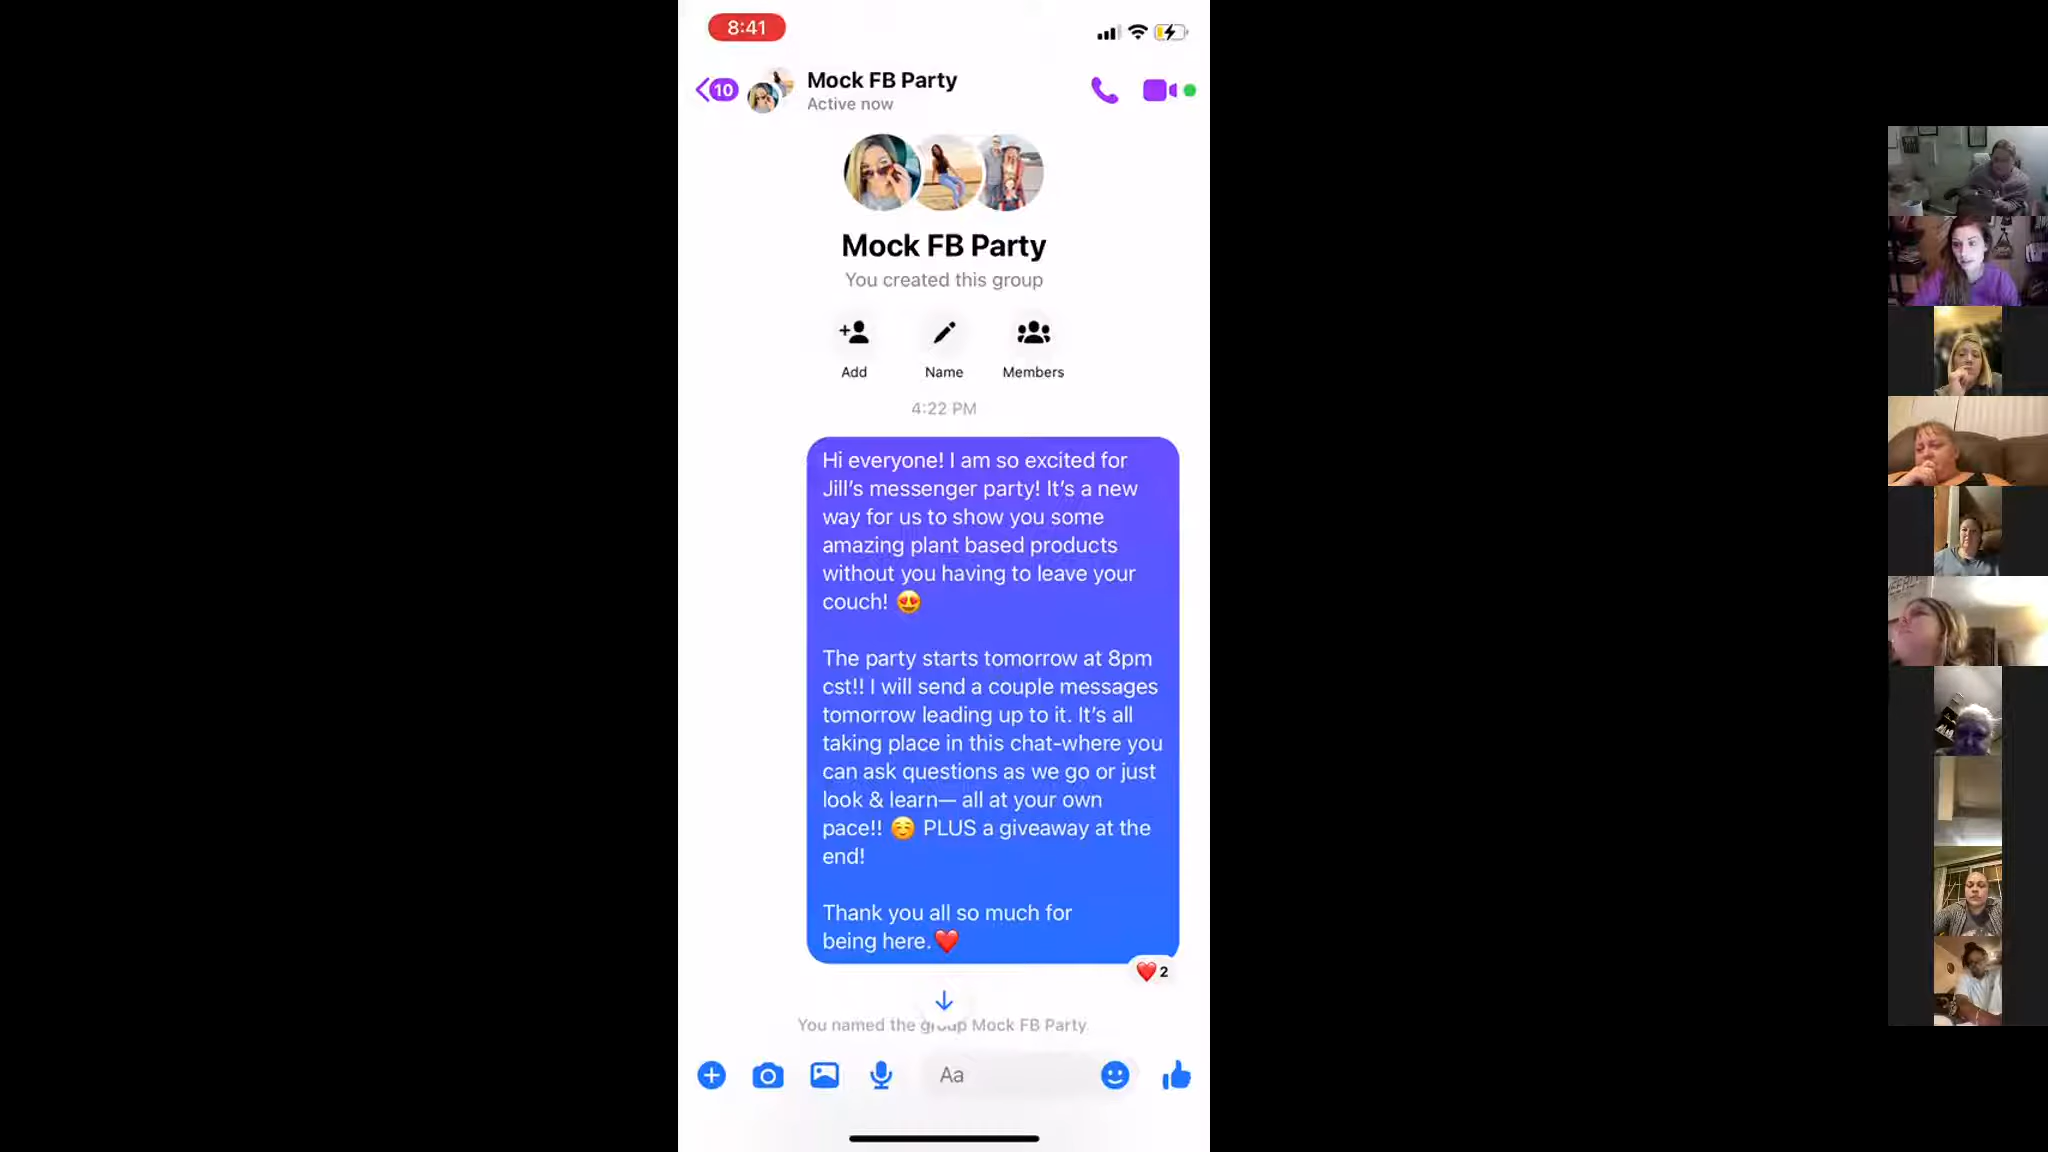 8:41
10
Mock FB Party
Active now
Mock FB Party
You created this group
Add Name Members
4:22 PM
Hi everyone! I am so excited for
Jill's messenger party! It's a new
way for us to show you some
amazing plant based products
without you having to leave your
couch! 😍
The party starts tomorrow at 8pm
cst!! I will send a couple messages
tomorrow leading up to it. It's all
taking place in this chat-where you
can ask questions as we go or just
look & learn— all at your own
pace!! ☺️ PLUS a giveaway at the
end!
Thank you all so much for
being here.❤️
❤️ 2
You named the group Mock FB Party.
Aa